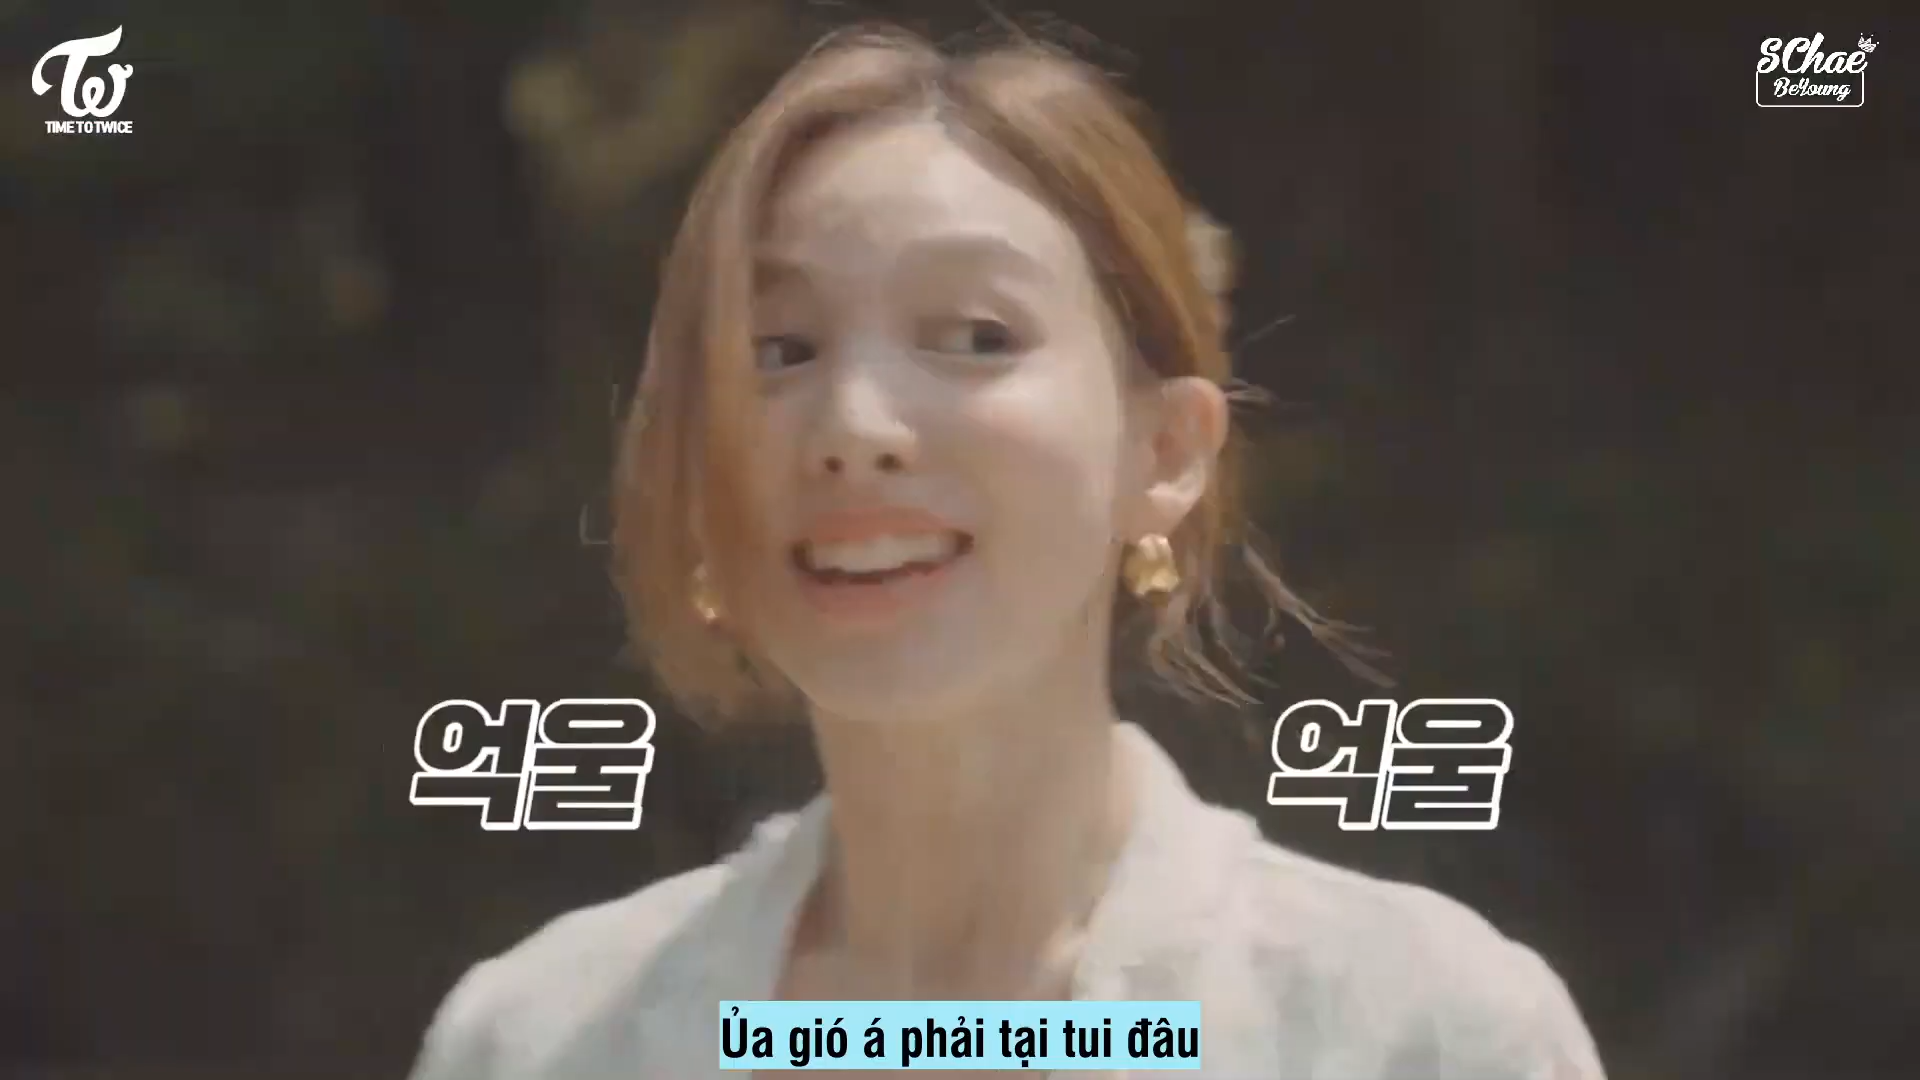 TIME TO TWICE
SChae
BeYoung
억울
억울
Ủa gió á phải tại tui đâu